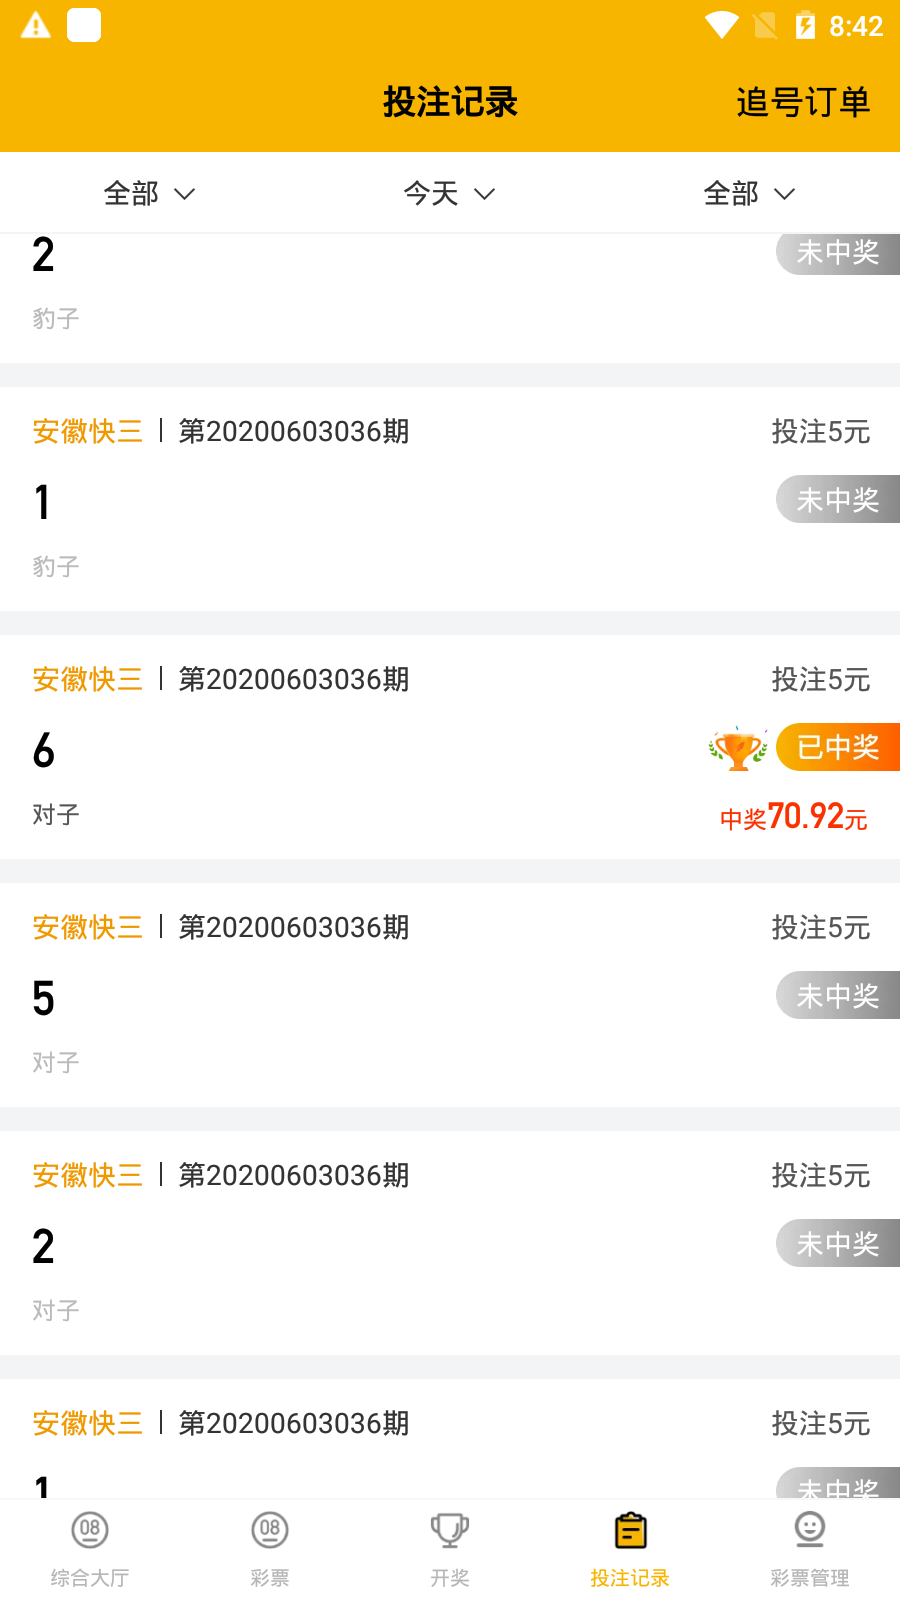 8:42
投注记录 追号订单
全部 今天 全部
2 未中奖
豹子
安徽快三 | 第20200603036期 投注5元
1 未中奖
豹子
安徽快三 | 第20200603036期 投注5元
6 已中奖
对子 中奖70.92元
安徽快三 | 第20200603036期 投注5元
5 未中奖
对子
安徽快三 | 第20200603036期 投注5元
2 未中奖
对子
安徽快三 | 第20200603036期 投注5元
1 未中奖
08 08
综合大厅 彩票 开奖 投注记录 彩票管理